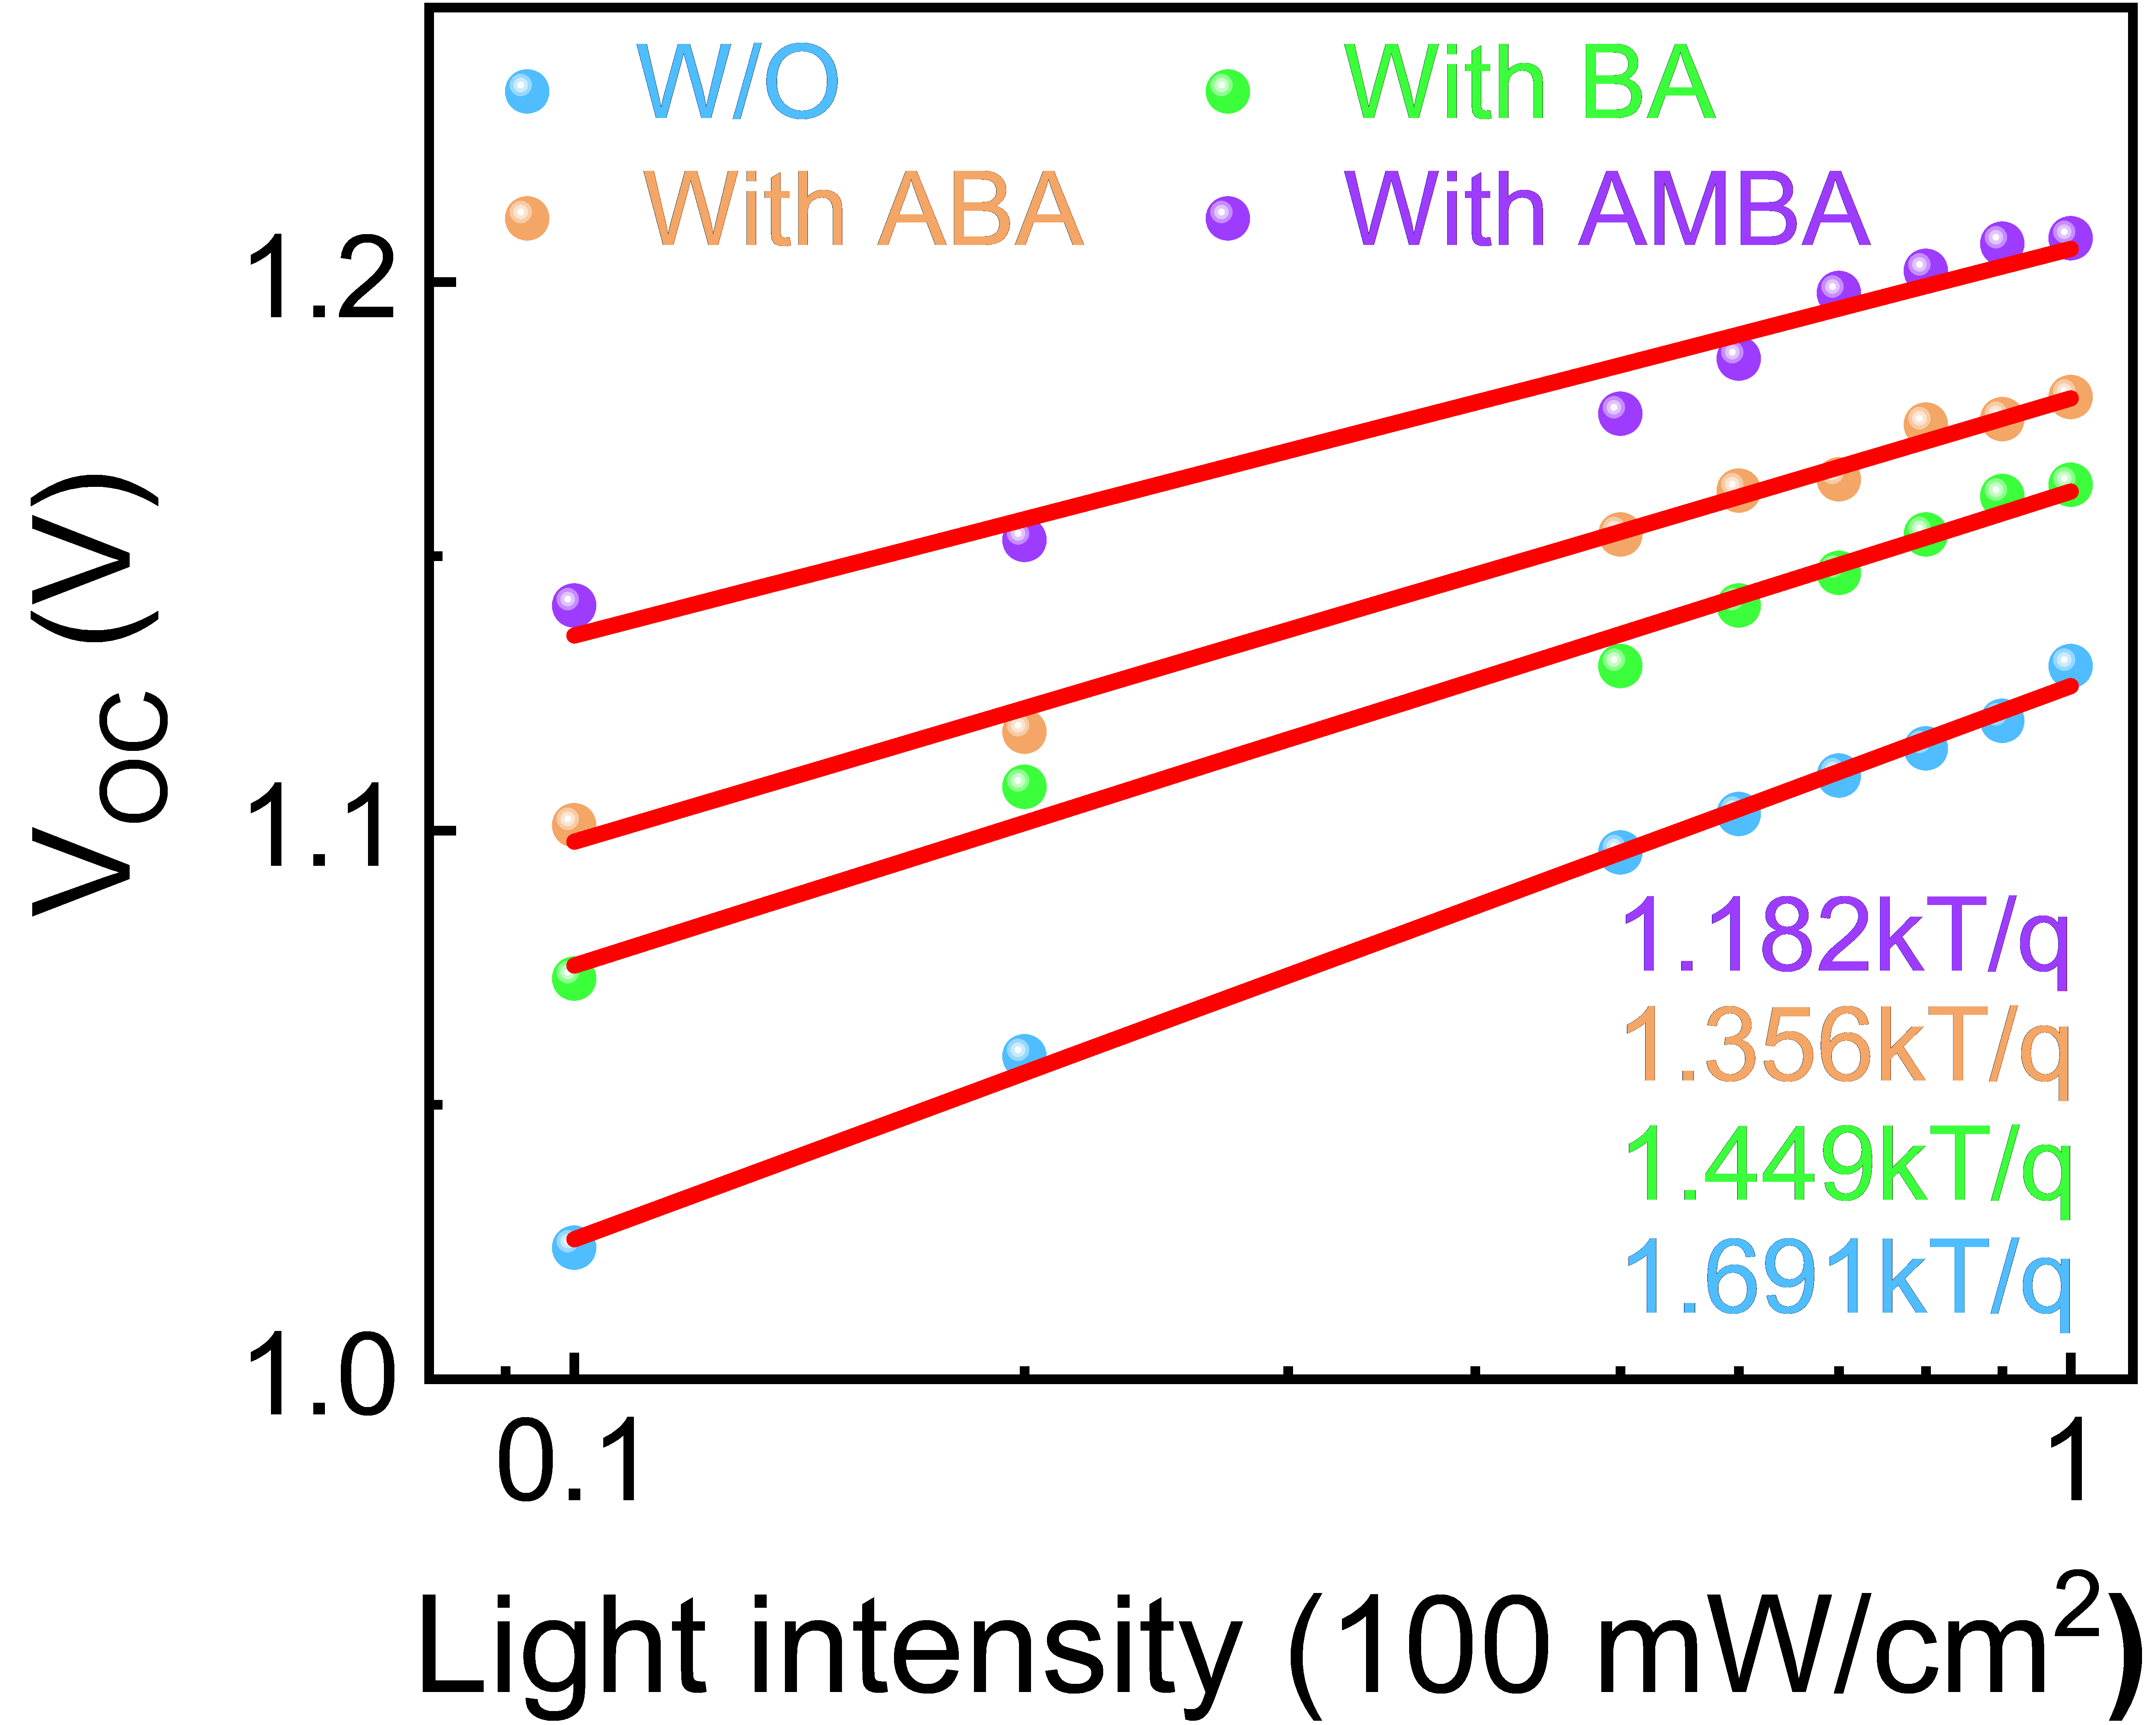 W/O
With BA
With ABA
With AMBA
1.2
1.1
1.0
V_OC (V)
1.182kT/q
1.356kT/q
1.449kT/q
1.691kT/q
0.1
1
Light intensity (100 mW/cm²)